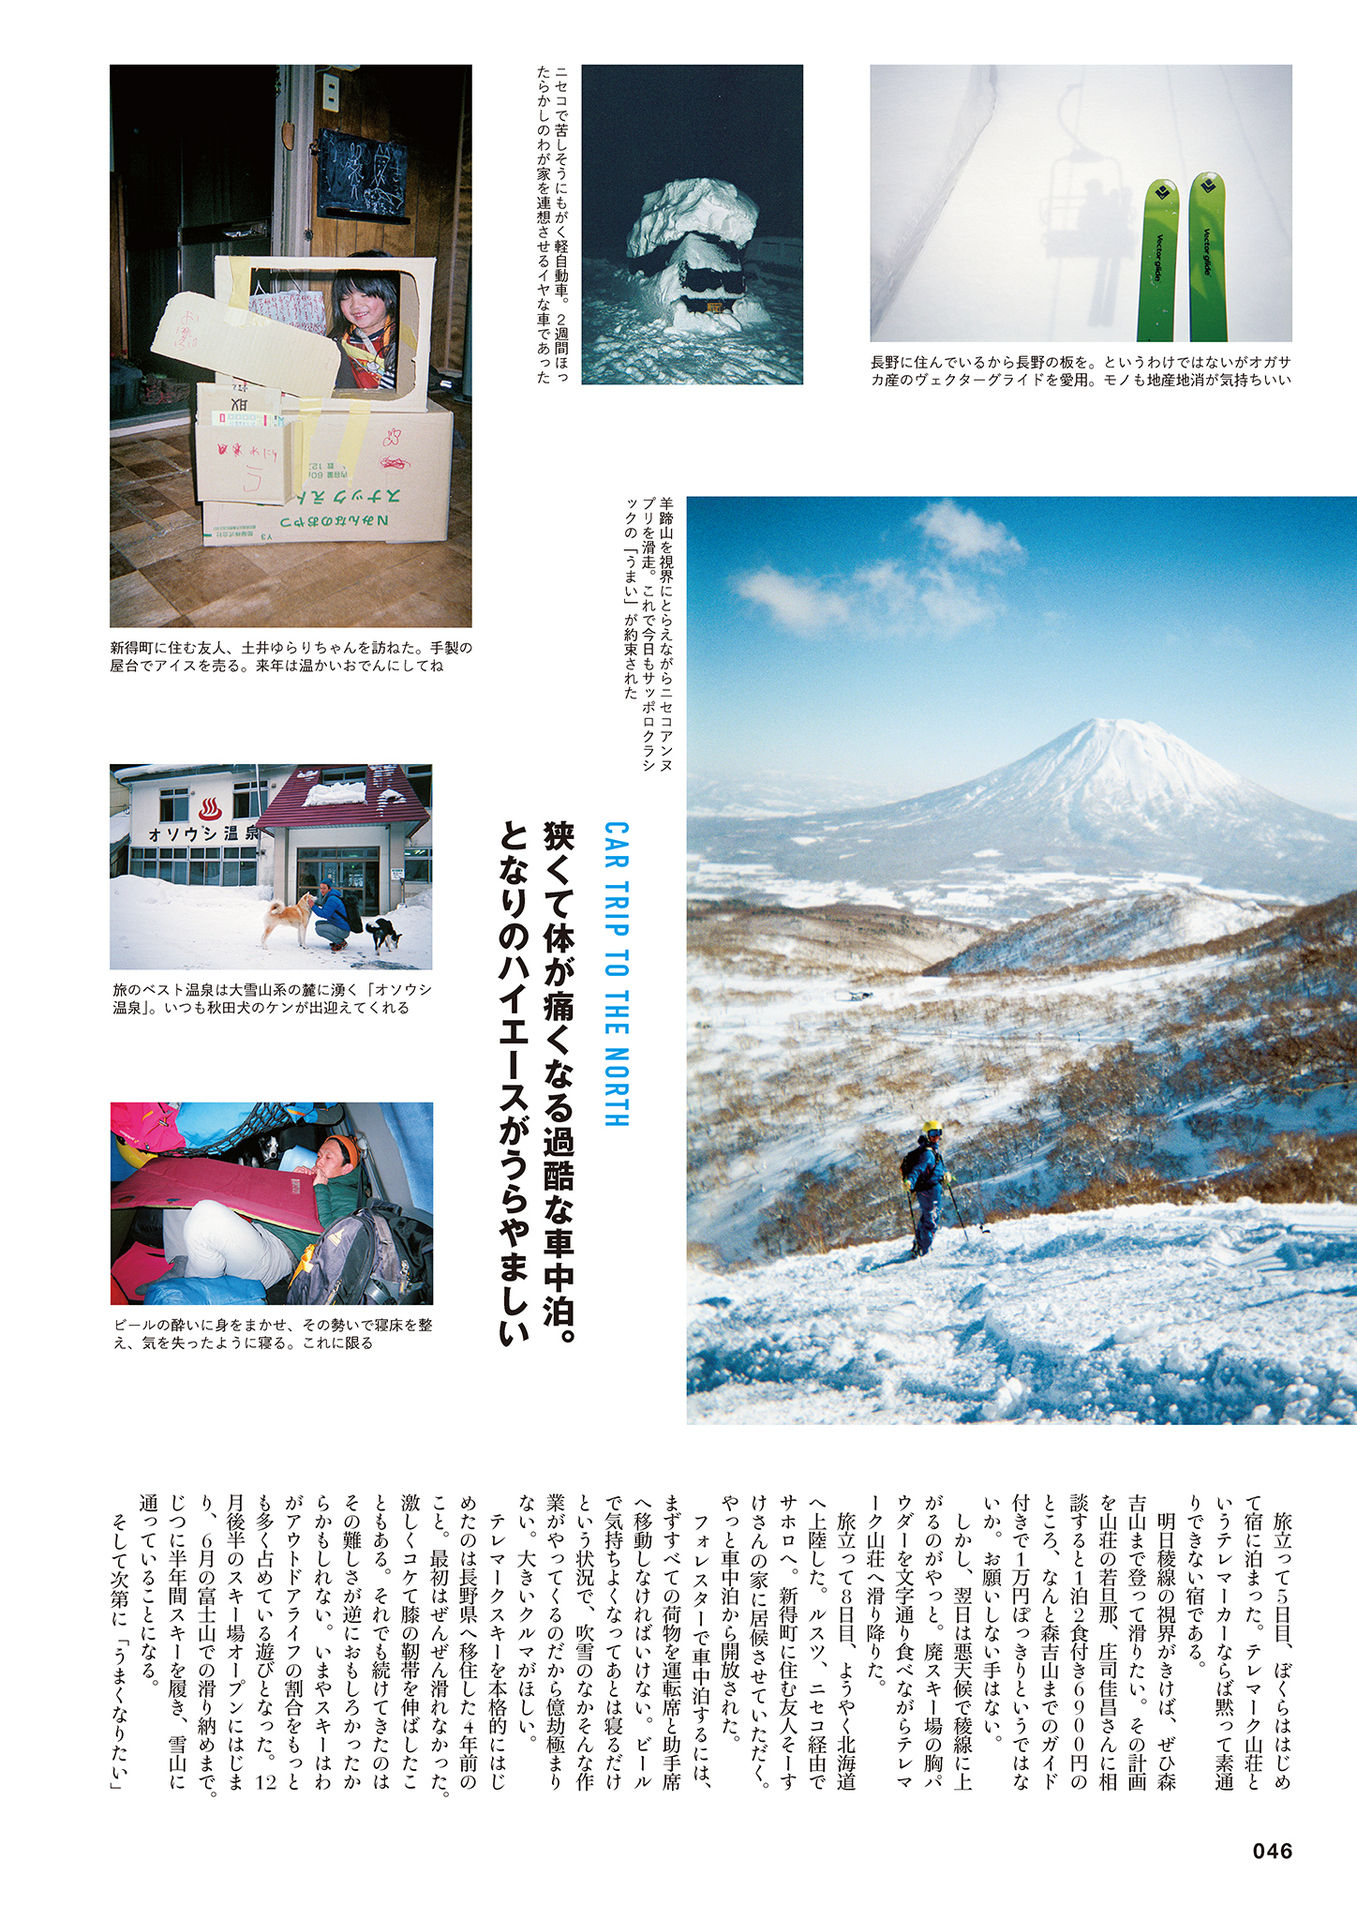 長野に住んでいるから長野の板を。というわけではないがオガサ
カ産のヴェクターグライドを愛用。モノも地産地消が気持ちいい
Vector glide
Vector glide
ニセコで苦しそうにもがく軽自動車。2週間ほっ
たらかしのわが家を連想させるイヤな車であった
スナックえんド
Nみんなのおやつ
新得町に住む友人、土井ゆらりちゃんを訪ねた。手製の
屋台でアイスを売る。来年は温かいおでんにしてね
羊蹄山を視界にとらえながらニセコアンヌ
プリを滑走。これで今日もサッポロクラシ
ックの「うまい」が約束された
オソウシ温泉
旅のベスト温泉は大雪山系の麓に湧く「オソウシ
温泉」。いつも秋田犬のケンが出迎えてくれる
CAR TRIP TO THE NORTH
狭くて体が痛くなる過酷な車中泊。
となりのハイエースがうらやましい
ビールの酔いに身をまかせ、その勢いで寝床を整
え、気を失ったように寝る。これに限る
旅立って5日目、ぼくらははじめ
て宿に泊まった。テレマーク山荘と
いうテレマーカーならば黙って素通
りできない宿である。
明日稜線の視界がきけば、ぜひ森
吉山まで登って滑りたい。その計画
を山荘の若旦那、庄司佳昌さんに相
談すると1泊2食付き6900円の
ところ、なんと森吉山までのガイド
付きで1万円ぽっきりというではな
いか。お願いしない手はない。
しかし、翌日は悪天候で稜線に上
がるのがやっと。廃スキー場の胸パ
ウダーを文字通り食べながらテレマ
ーク山荘へ滑り降りた。
旅立って8日目、ようやく北海道
へ上陸した。ルスツ、ニセコ経由で
サホロへ。新得町に住む友人そーす
けさんの家に居候させていただく。
やっと車中泊から開放された。
フォレスターで車中泊するには、
まずすべての荷物を運転席と助手席
へ移動しなければいけない。ビール
で気持ちよくなってあとは寝るだけ
という状況で、吹雪のなかそんな作
業がやってくるのだから億劫極まり
ない。大きいクルマがほしい。
テレマークスキーを本格的にはじ
めたのは長野県へ移住した4年前の
こと。最初はぜんぜん滑れなかった。
激しくコケて膝の靭帯を伸ばしたこ
ともある。それでも続けてきたのは
その難しさが逆におもしろかったか
らかもしれない。いまやスキーはわ
がアウトドアライフの割合をもっと
も多く占めている遊びとなった。12
月後半のスキー場オープンにはじま
り、6月の富士山での滑り納めまで。
じつに半年間スキーを履き、雪山に
通っていることになる。
そして次第に「うまくなりたい」
046